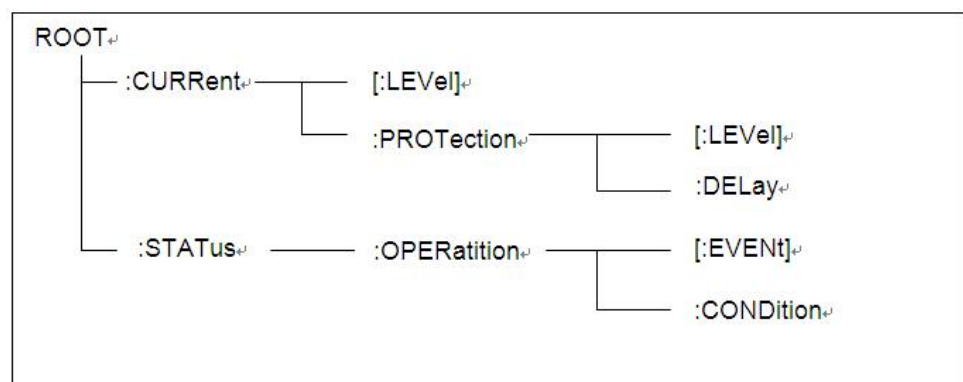 ROOT
:CURRent [:LEVel]
:PROTection [:LEVel]
:DELay
:STATus :OPERatition [:EVENt]
:CONDition